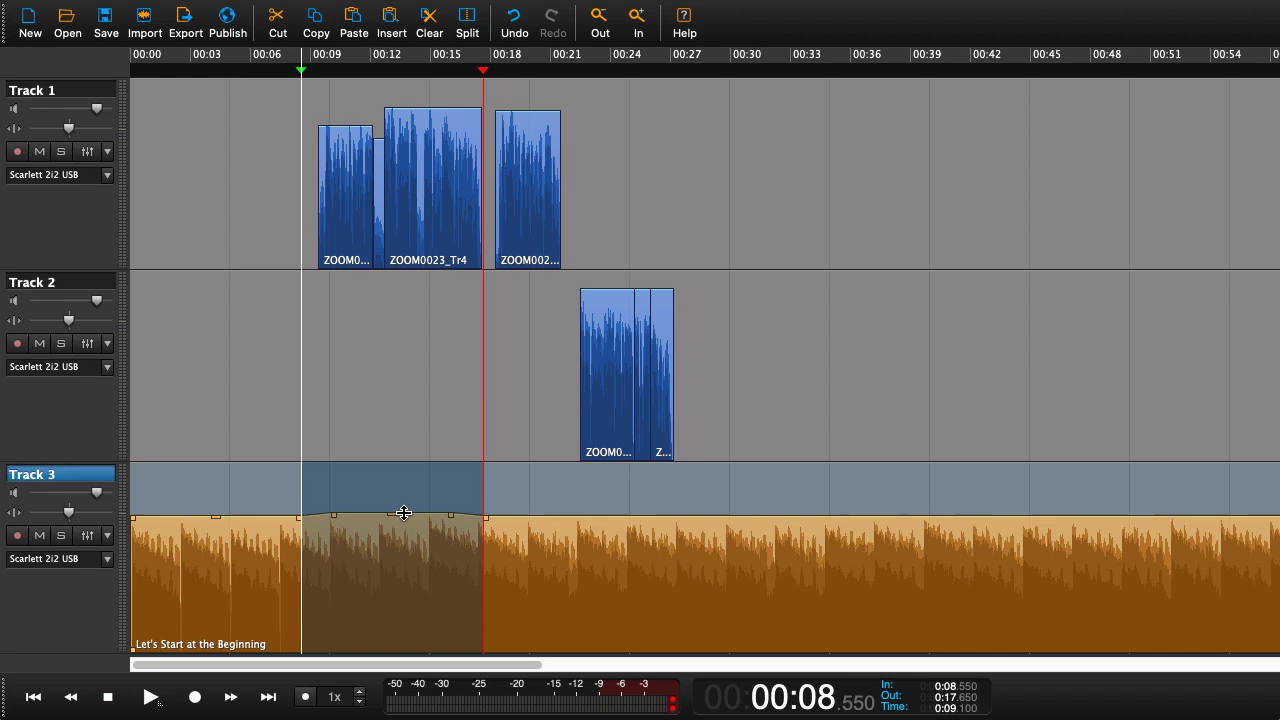 New Open Save Import Export Publish Cut Copy Paste Insert Clear Split Undo Redo Out In Help
00:00 00:03 00:06 00:09 00:12 00:15 00:18 00:21 00:24 00:27 00:30 00:33 00:36 00:39 00:42 00:45 00:48 00:51 00:54 0
Track 1
M S
Scarlett 2i2 USB
ZOOM0... ZOOM0023_Tr4 ZOOM002...
Track 2
M S
Scarlett 2i2 USB
ZOOM0... Z...
Track 3
M S
Scarlett 2i2 USB
Let's Start at the Beginning
1x
-50 -40 -30 -20 -15 -12 -9 -6 -3
00:00:08.550
In: 0:08.550
Out: 0:17.650
Time: 0:09.100